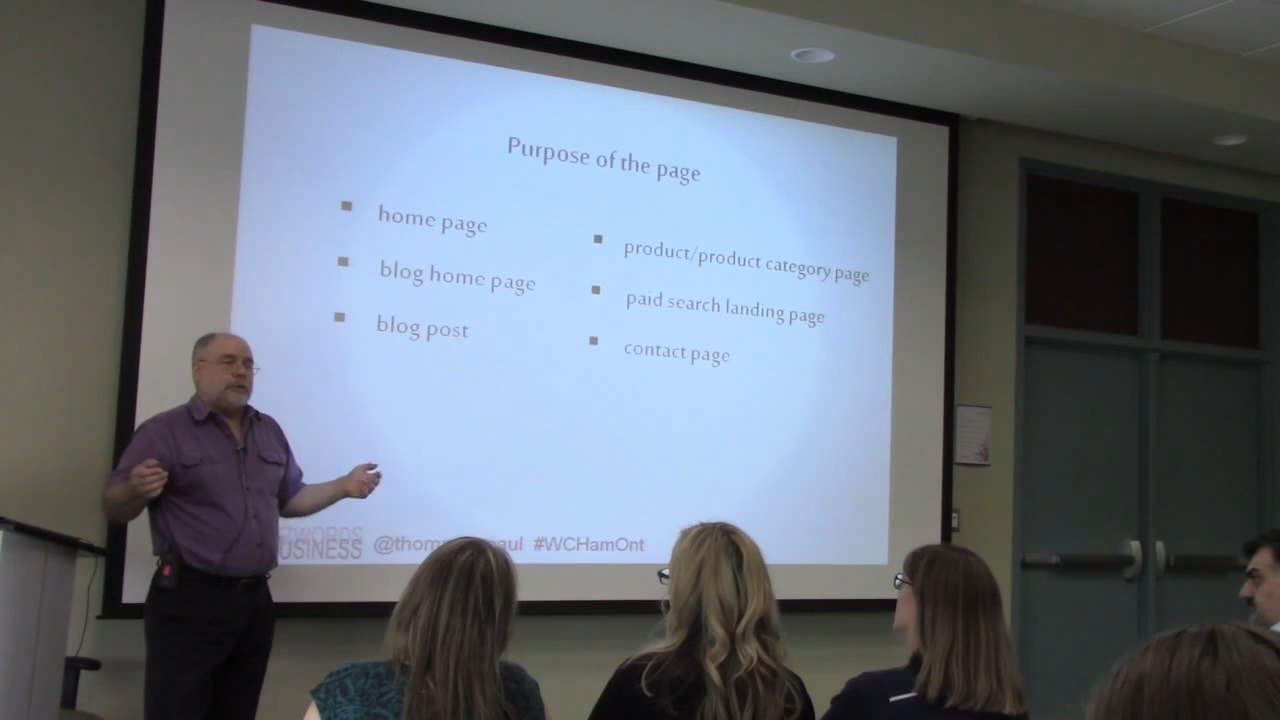 Purpose of the page
home page
blog home page
blog post
product/product category page
paid search landing page
contact page
WORDS
USINESS
#WCHamOnt